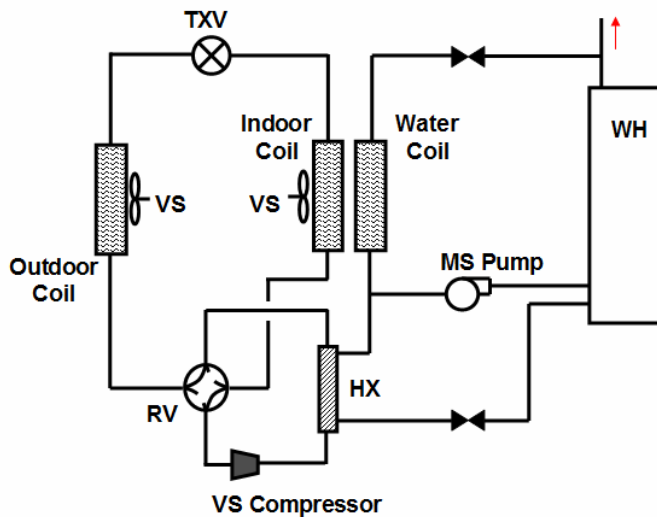 TXV
Indoor
Coil
Water
Coil
WH
VS
VS
Outdoor
Coil
MS Pump
RV
HX
VS Compressor